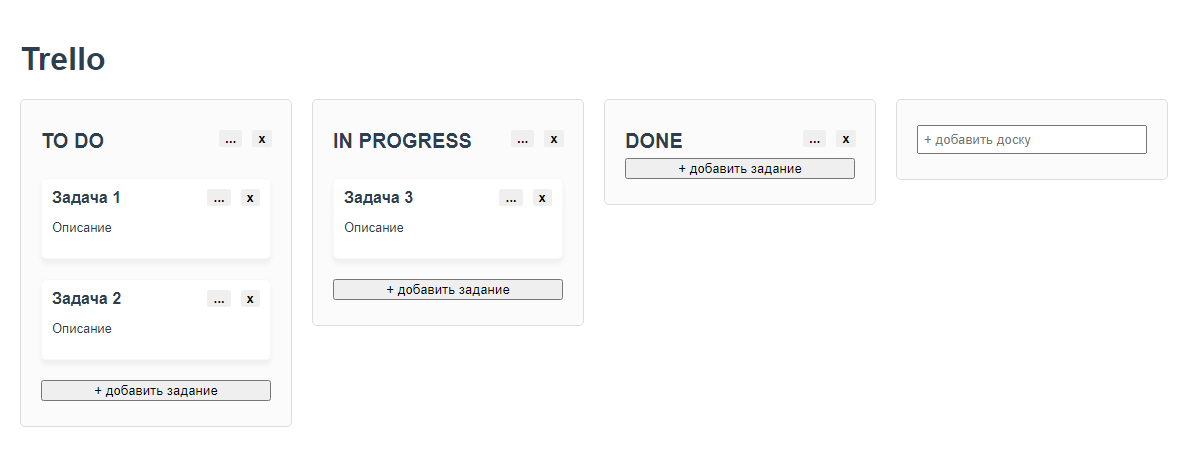 Trello
TO DO
...
x
Задача 1
...
x
Описание
Задача 2
...
x
Описание
+ добавить задание
IN PROGRESS
...
x
Задача 3
...
x
Описание
+ добавить задание
DONE
...
x
+ добавить задание
+ добавить доску